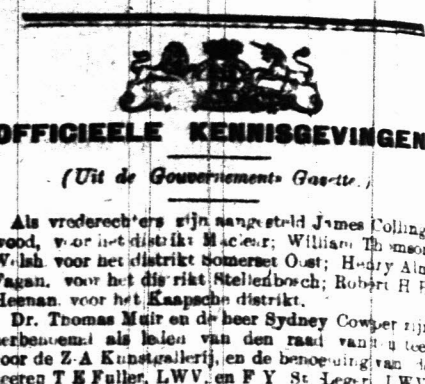 OFFICIEELE KENNISGEVINGEN
(Uit de Gouvernements Gazette.)
Als vrederechters zijn aangesteld James Colling
wood, voor het distrikt Maclear; William Thomson
Welsh voor het distrikt Somerset Oost; Henry
Fagan, voor het distrikt Stellenbosch; Robert H
Heenan, voor het Kaapsche distrikt.
Dr. Thomas Muir en de heer Sydney Cowper zijn
herbenoemd als leden van den raad van
voor de Z A Kunstgallerij, en de benoeming van de
heeren T E Fuller, LWV, en F Y St Leger